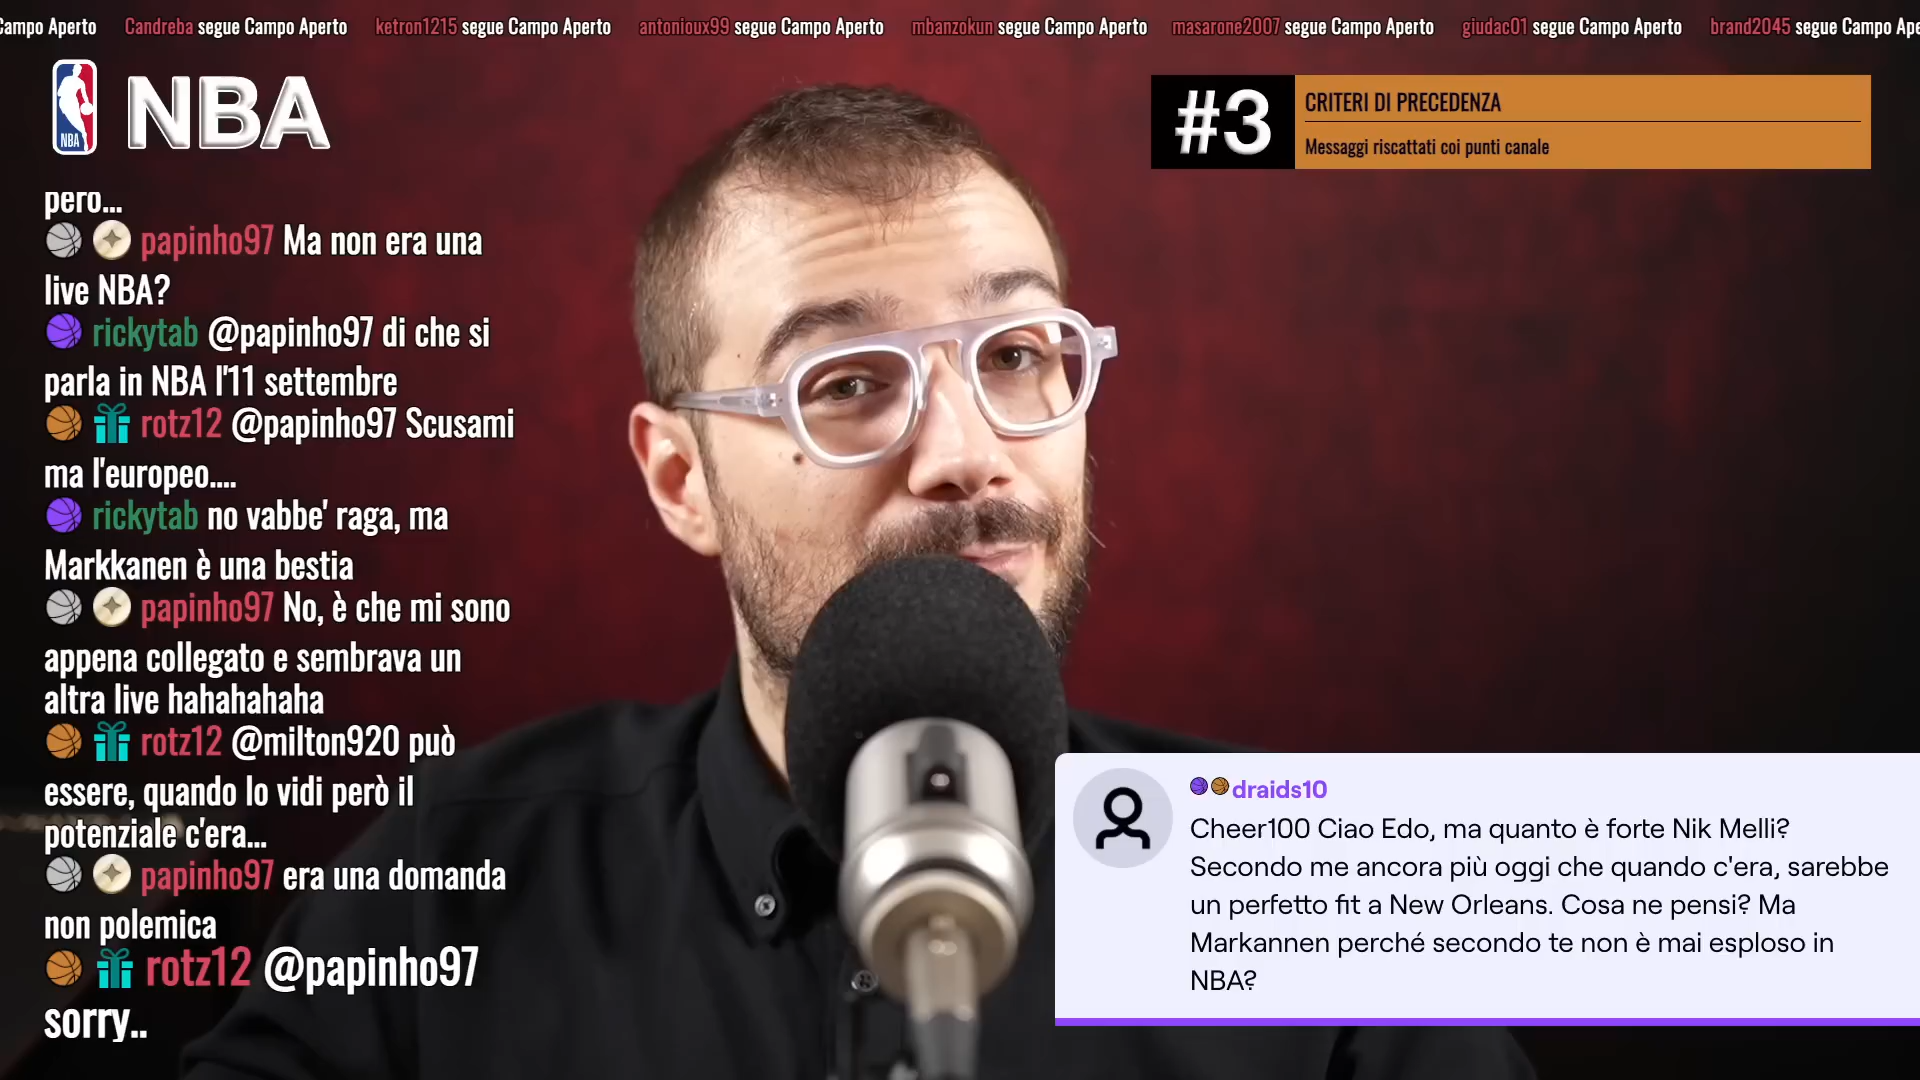 Campo Aperto Candreba segue Campo Aperto ketron1215 segue Campo Aperto antonioux99 segue Campo Aperto mbanzokun segue Campo Aperto masarone2007 segue Campo Aperto giudac01 segue Campo Aperto brand2045 segue Campo Ape
NBA NBA
#3
CRITERI DI PRECEDENZA
Messaggi riscattati coi punti canale
pero...
papinho97 Ma non era una
live NBA?
rickytab @papinho97 di che si
parla in NBA l'11 settembre
rotz12 @papinho97 Scusami
ma l'europeo....
rickytab no vabbe' raga, ma
Markkanen è una bestia
papinho97 No, è che mi sono
appena collegato e sembrava un
altra live hahahahaha
rotz12 @milton920 può
essere, quando lo vidi però il
potenziale c'era...
papinho97 era una domanda
non polemica
rotz12 @papinho97
sorry..
draids10
Cheer100 Ciao Edo, ma quanto è forte Nik Melli?
Secondo me ancora più oggi che quando c'era, sarebbe
un perfetto fit a New Orleans. Cosa ne pensi? Ma
Markannen perché secondo te non è mai esploso in
NBA?